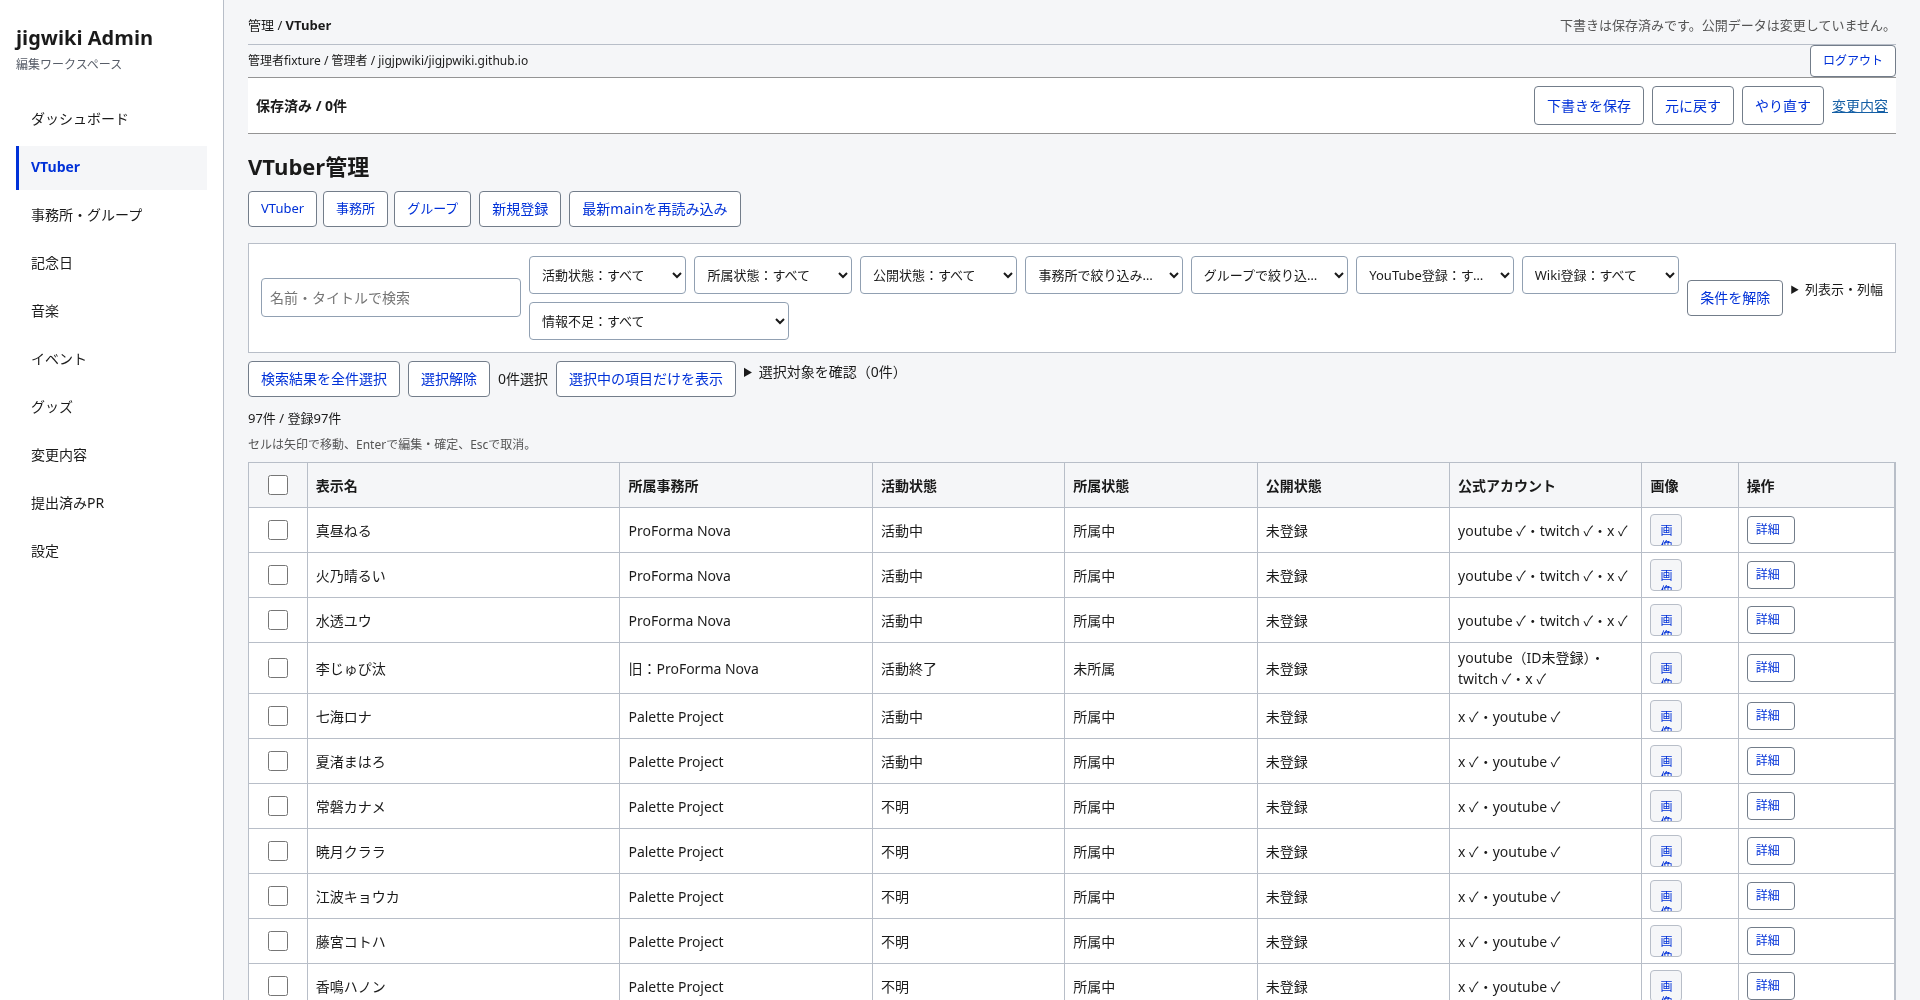 jigwiki Admin
編集ワークスペース
ダッシュボード
VTuber
事務所・グループ
記念日
音楽
イベント
グッズ
変更内容
提出済みPR
設定
管理 / VTuber
下書きは保存済みです。公開データは変更していません。
管理者fixture / 管理者 / jigjpwiki/jigjpwiki.github.io
ログアウト
保存済み / 0件
下書きを保存 元に戻す やり直す 変更内容
VTuber管理
VTuber 事務所 グループ 新規登録 最新mainを再読み込み
名前・タイトルで検索
活動状態：すべて 所属状態：すべて 公開状態：すべて 事務所で絞り込み... グループで絞り込... YouTube登録：す... Wiki登録：すべて
情報不足：すべて
条件を解除 ▶ 列表示・列幅
検索結果を全件選択 選択解除 0件選択 選択中の項目だけを表示 ▶ 選択対象を確認（0件）
97件 / 登録97件
セルは矢印で移動、Enterで編集・確定、Escで取消。
表示名 所属事務所 活動状態 所属状態 公開状態 公式アカウント 画像 操作
真昼ねる ProForma Nova 活動中 所属中 未登録 youtube ✓・twitch ✓・x ✓ 画像 詳細
火乃晴るい ProForma Nova 活動中 所属中 未登録 youtube ✓・twitch ✓・x ✓ 画像 詳細
水透ユウ ProForma Nova 活動中 所属中 未登録 youtube ✓・twitch ✓・x ✓ 画像 詳細
李じゅぴ汰 旧：ProForma Nova 活動終了 未所属 未登録 youtube（ID未登録）・
twitch ✓・x ✓ 画像 詳細
七海ロナ Palette Project 活動中 所属中 未登録 x ✓・youtube ✓ 画像 詳細
夏渚まはろ Palette Project 活動中 所属中 未登録 x ✓・youtube ✓ 画像 詳細
常磐カナメ Palette Project 不明 所属中 未登録 x ✓・youtube ✓ 画像 詳細
暁月クララ Palette Project 不明 所属中 未登録 x ✓・youtube ✓ 画像 詳細
江波キョウカ Palette Project 不明 所属中 未登録 x ✓・youtube ✓ 画像 詳細
藤宮コトハ Palette Project 不明 所属中 未登録 x ✓・youtube ✓ 画像 詳細
香鳴ハノン Palette Project 不明 所属中 未登録 x ✓・youtube ✓ 画像 詳細